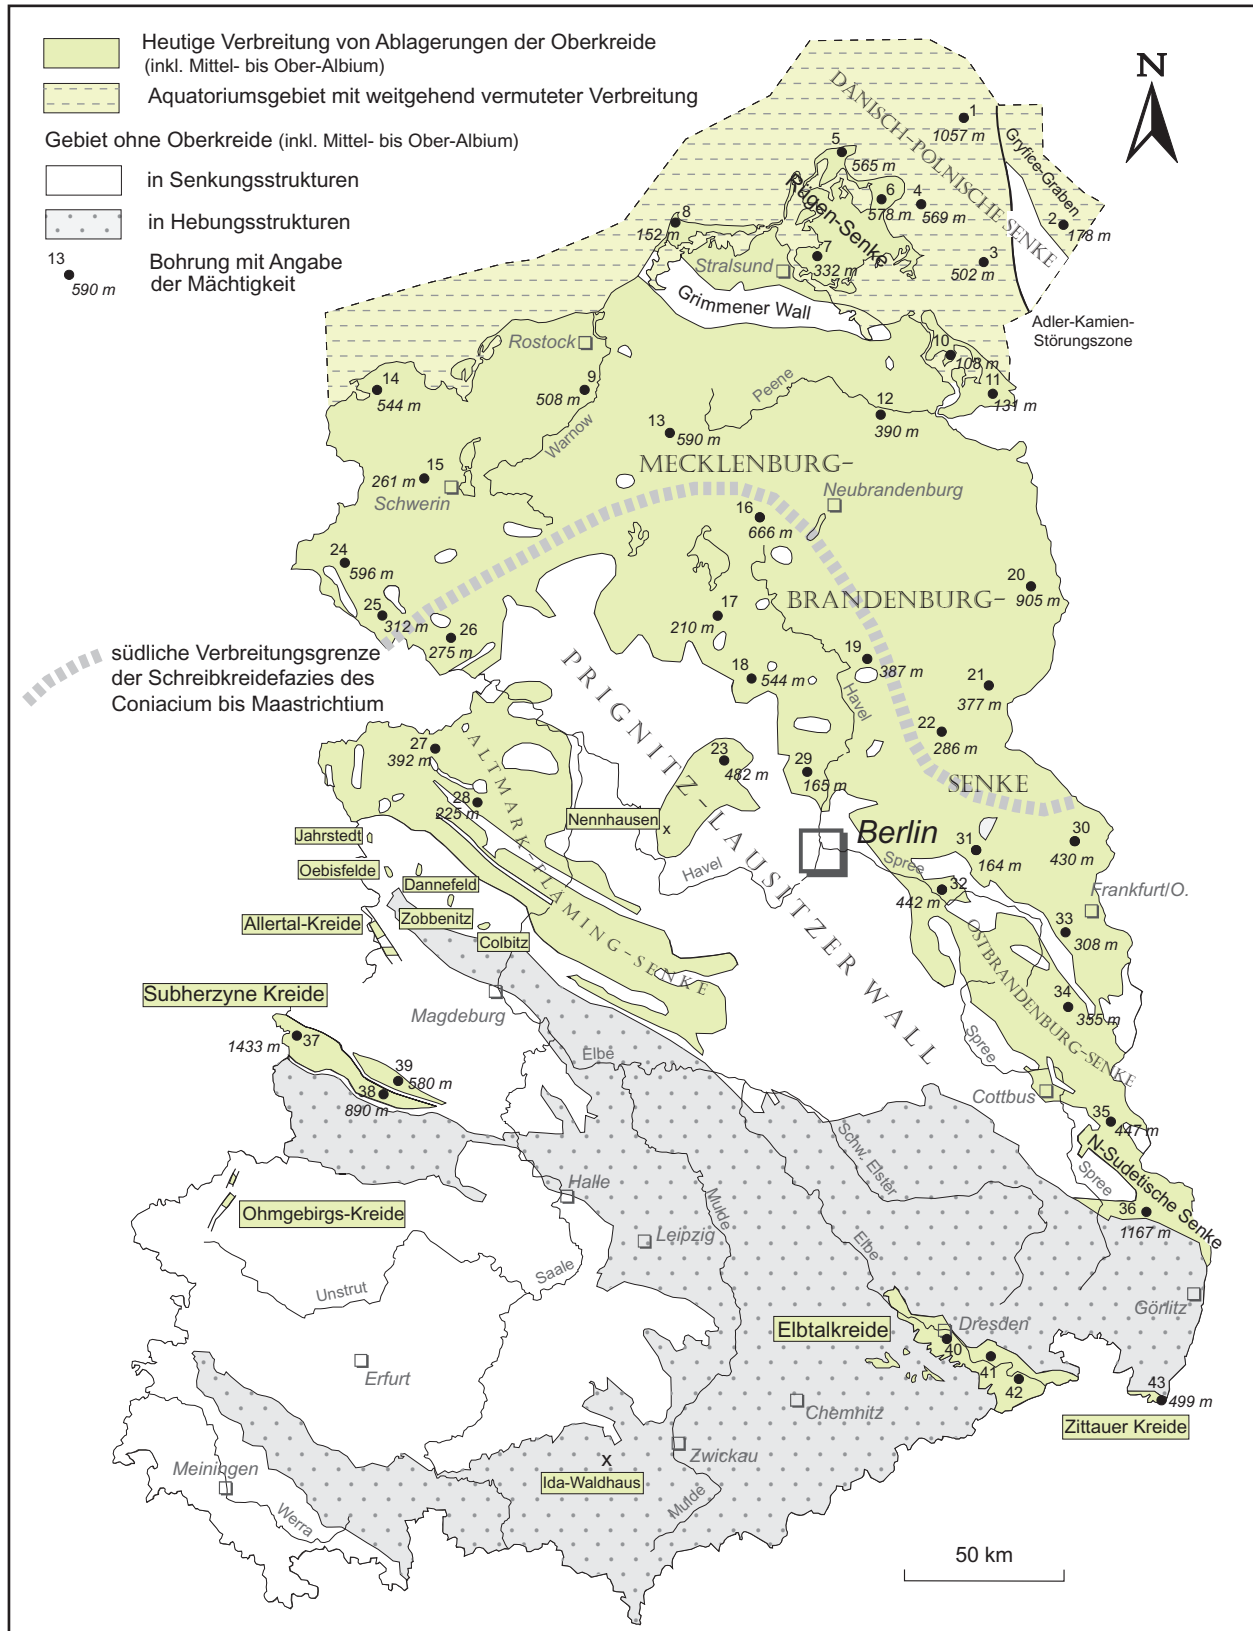 Heutige Verbreitung von Ablagerungen der Oberkreide
(inkl. Mittel- bis Ober-Albium)
Aquatoriumsgebiet mit weitgehend vermuteter Verbreitung
Gebiet ohne Oberkreide (inkl. Mittel- bis Ober-Albium)
in Senkungsstrukturen
in Hebungsstrukturen
13
590 m
Bohrung mit Angabe
der Mächtigkeit
N
DÄNISCH-POLNISCHE SENKE
1
1057 m
Gryfice-Graben
2
178 m
3
502 m
4
569 m
5
565 m
6
578 m
Rügen-Senke
7
332 m
8
152 m
Stralsund
Grimmener Wall
Adler-Kamien-
Störungszone
Rostock
9
508 m
10
108 m
11
131 m
12
390 m
Peene
13
590 m
14
544 m
Warnow
15
261 m
Schwerin
MECKLENBURG-
Neubrandenburg
16
666 m
BRANDENBURG-
17
210 m
18
544 m
19
387 m
20
905 m
21
377 m
22
286 m
SENKE
Havel
24
596 m
25
312 m
26
275 m
südliche Verbreitungsgrenze
der Schreibkreidefazies des
Coniacium bis Maastrichtium
PRIGNITZ-LAUSITZER WALL
23
482 m
27
392 m
28
225 m
ALTMARK-FLÄMING-SENKE
29
165 m
Nennhausen
x
Havel
Berlin
Spree
30
430 m
31
164 m
32
442 m
Frankfurt/O.
33
308 m
34
355 m
OSTBRANDENBURG-SENKE
Jahrstedt
Oebisfelde
Dannefeld
Zobbenitz
Allertal-Kreide
Colbitz
Subherzyne Kreide
Magdeburg
37
1433 m
39
580 m
38
890 m
Elbe
Spree
Cottbus
35
447 m
N-Sudetische Senke
Spree
36
1167 m
Schw. Elster
Halle
Mulde
Ohmgebirgs-Kreide
Leipzig
Elbe
Saale
Unstrut
Görlitz
Elbtalkreide
Dresden
40
41
42
43
499 m
Zittauer Kreide
Erfurt
Chemnitz
Zwickau
x
Ida-Waldhaus
Mulde
Meiningen
Werra
50 km